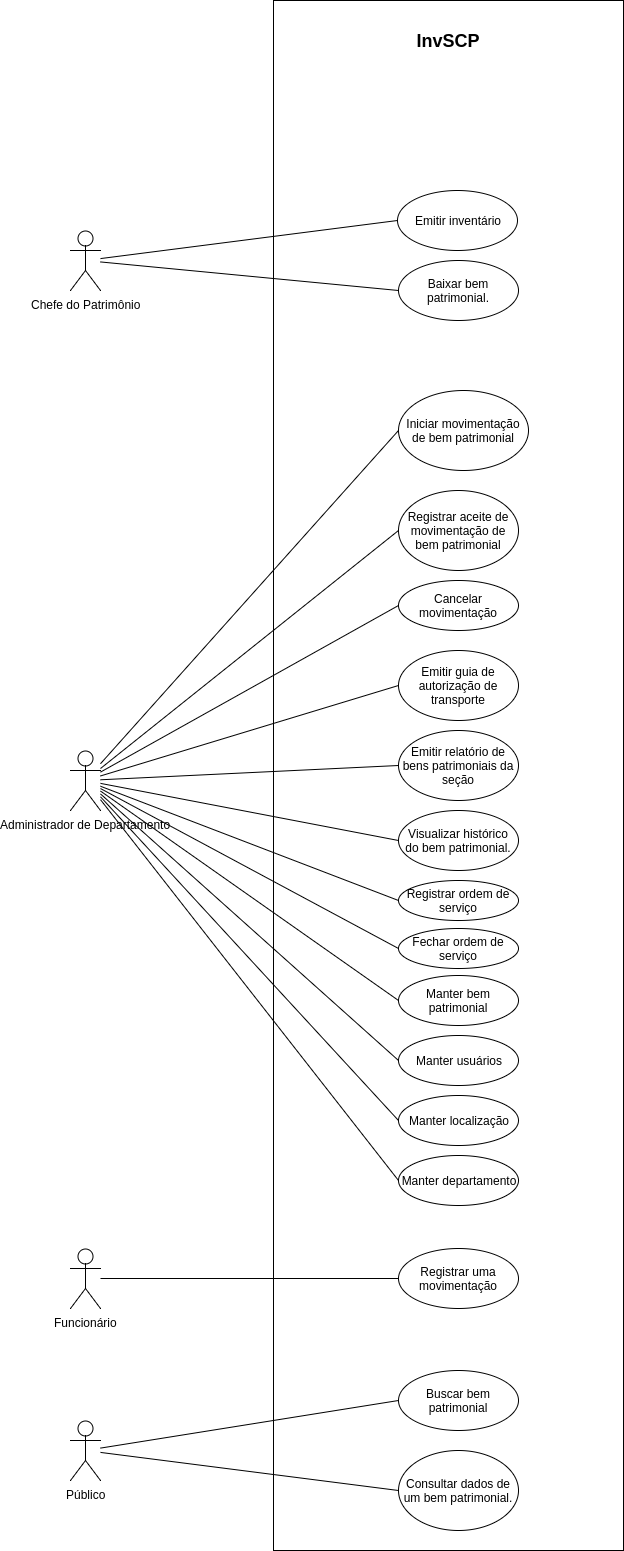 InvSCP
Emitir inventário
Baixar bem
patrimonial.
Chefe do Patrimônio
Iniciar movimentação
de bem patrimonial
Registrar aceite de
movimentação de
bem patrimonial
Cancelar
movimentação
Emitir guia de
autorização de
transporte
Emitir relatório de
bens patrimoniais da
seção
Administrador de Departamento
Visualizar histórico
do bem patrimonial.
Registrar ordem de
serviço
Fechar ordem de
serviço
Manter bem
patrimonial
Manter usuários
Manter localização
Manter departamento
Registrar uma
movimentação
Funcionário
Buscar bem
patrimonial
Consultar dados de
um bem patrimonial.
Público